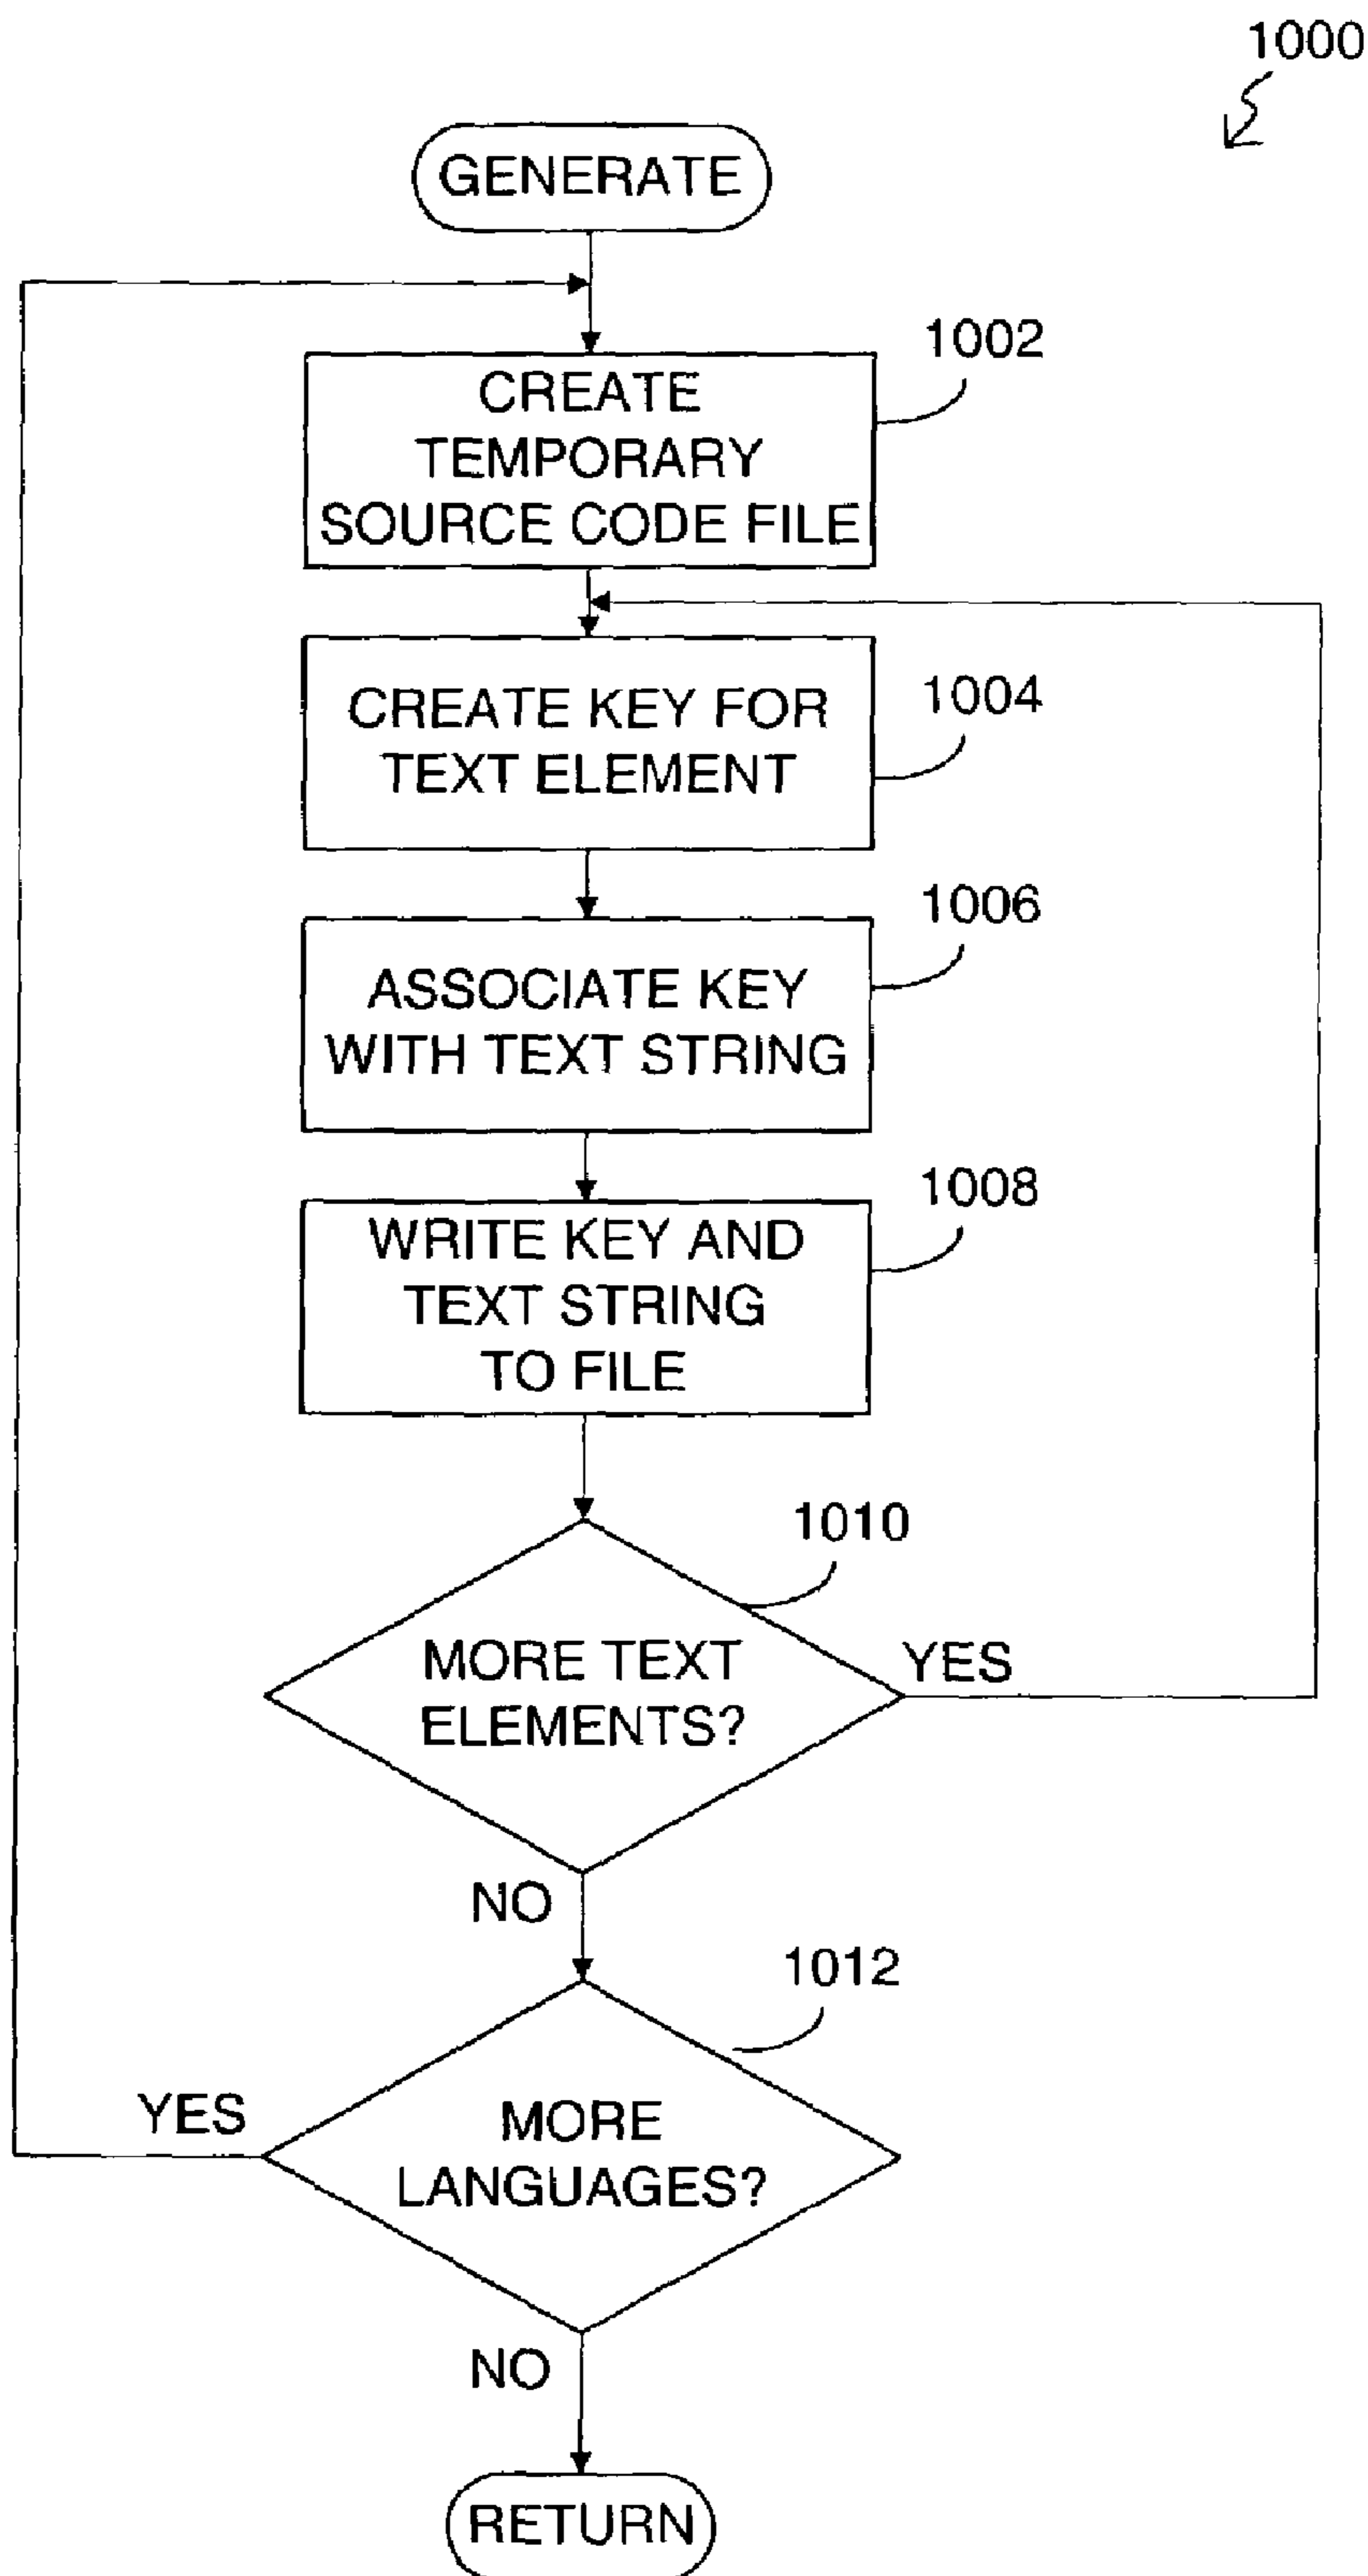 1000
GENERATE
1002
CREATE
TEMPORARY
SOURCE CODE FILE
1004
CREATE KEY FOR
TEXT ELEMENT
1006
ASSOCIATE KEY
WITH TEXT STRING
1008
WRITE KEY AND
TEXT STRING
TO FILE
1010
MORE TEXT
ELEMENTS?
YES
NO
1012
YES
MORE
LANGUAGES?
NO
RETURN